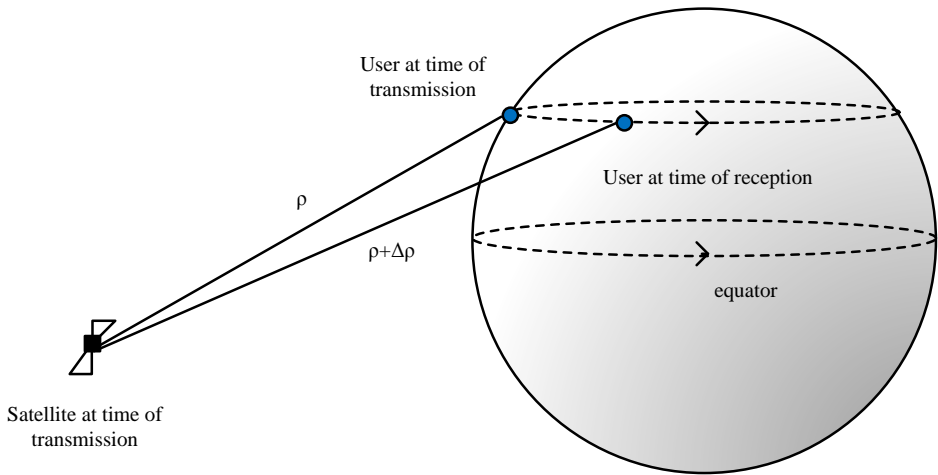 User at time of
transmission
User at time of reception
ρ
ρ+Δρ
equator
Satellite at time of
transmission